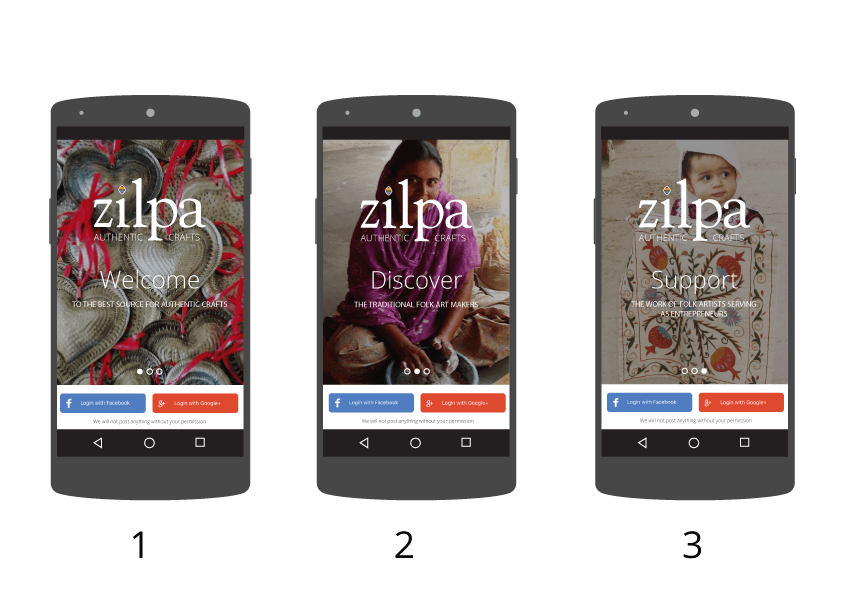 zilpa
AUTHENTIC CRAFTS
Welcome
TO THE BEST SOURCE FOR AUTHENTIC CRAFTS
Login with Facebook
Login with Google+
We will not post anything without your permission
1
zilpa
AUTHENTIC CRAFTS
Discover
THE TRADITIONAL FOLK ART MAKERS
Login with Facebook
Login with Google+
We will not post anything without your permission
2
zilpa
AUTHENTIC CRAFTS
Support
THE WORK OF FOLK ARTISTS SERVING
AS ENTREPRENEURS
Login with Facebook
Login with Google+
We will not post anything without your permission
3